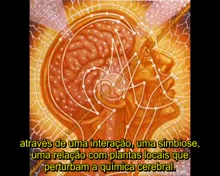 através de uma interação, uma simbiose,
uma relação com plantas locais que
perturbam a química cerebral.